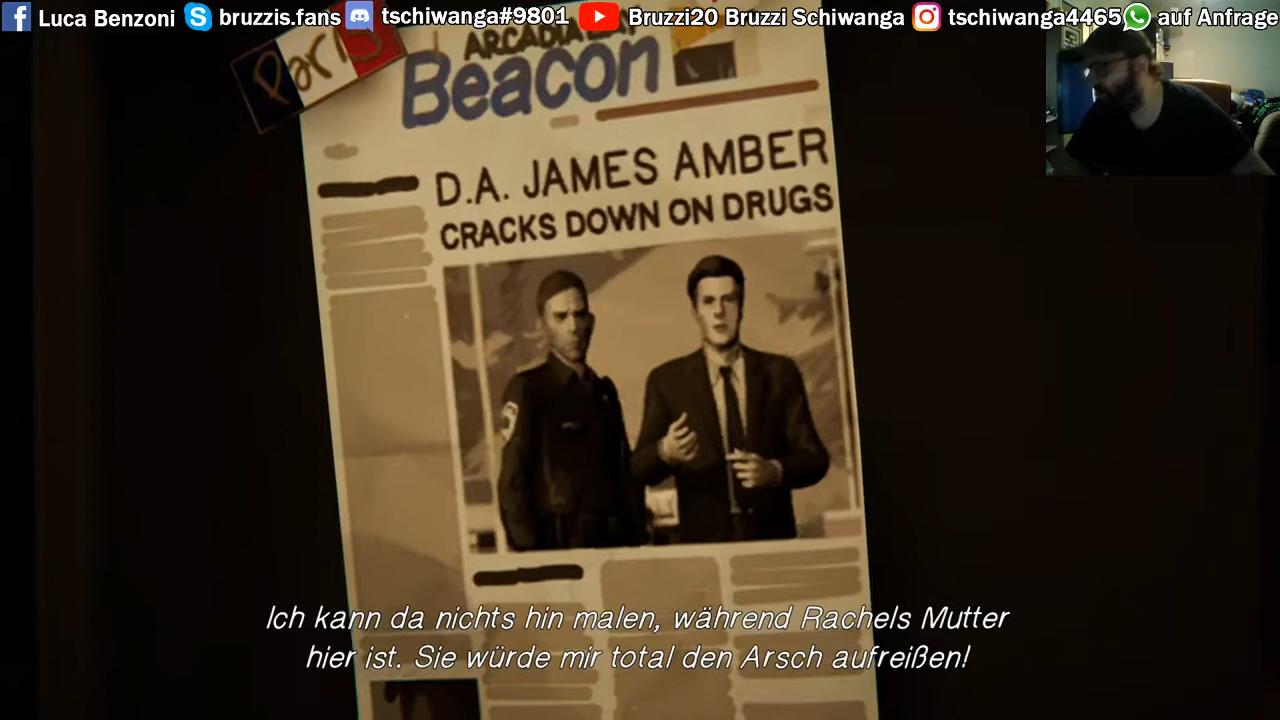 Luca Benzoni bruzzis.fans tschiwanga#9801 Bruzzi20 Bruzzi Schiwanga tschiwanga4465 auf Anfrage
Paris
Beacon
D.A. JAMES AMBER
CRACKS DOWN ON DRUGS
Ich kann da nichts hin malen, während Rachels Mutter
hier ist. Sie würde mir total den Arsch aufreißen!